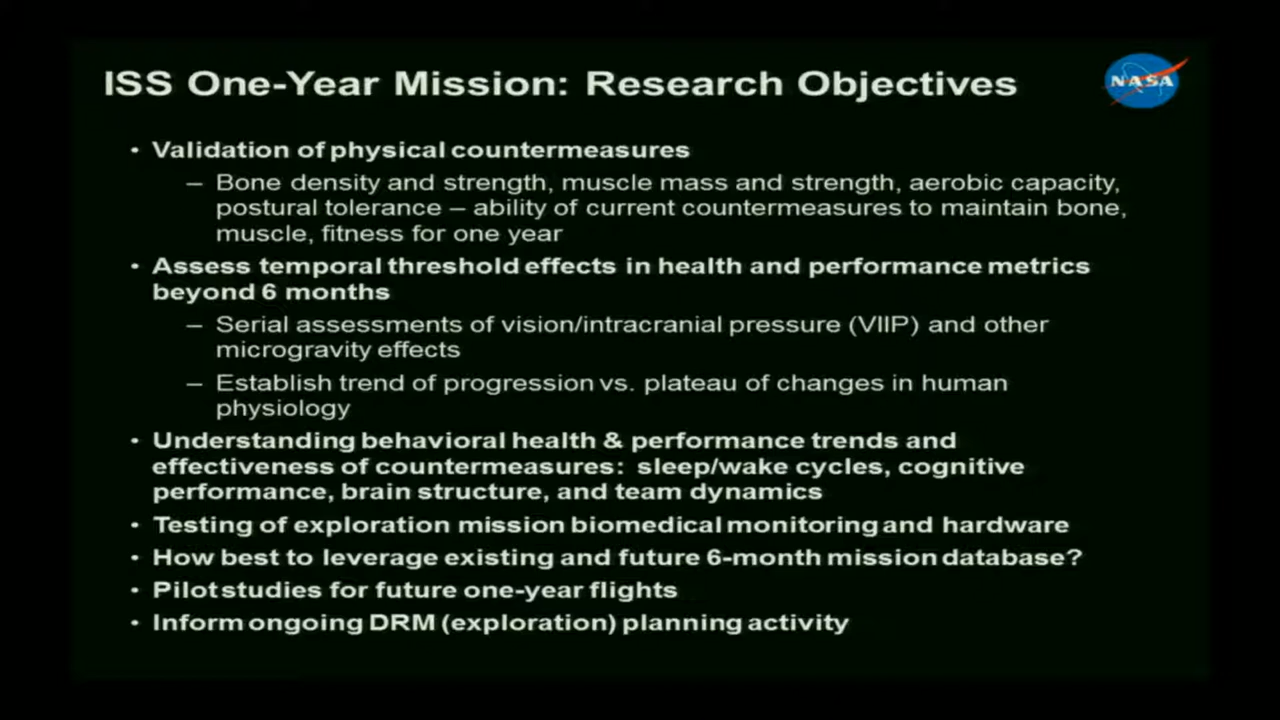 ISS One-Year Mission: Research Objectives
NASA
• Validation of physical countermeasures
– Bone density and strength, muscle mass and strength, aerobic capacity,
postural tolerance – ability of current countermeasures to maintain bone,
muscle, fitness for one year
• Assess temporal threshold effects in health and performance metrics
beyond 6 months
– Serial assessments of vision/intracranial pressure (VIIP) and other
microgravity effects
– Establish trend of progression vs. plateau of changes in human
physiology
• Understanding behavioral health & performance trends and
effectiveness of countermeasures: sleep/wake cycles, cognitive
performance, brain structure, and team dynamics
• Testing of exploration mission biomedical monitoring and hardware
• How best to leverage existing and future 6-month mission database?
• Pilot studies for future one-year flights
• Inform ongoing DRM (exploration) planning activity